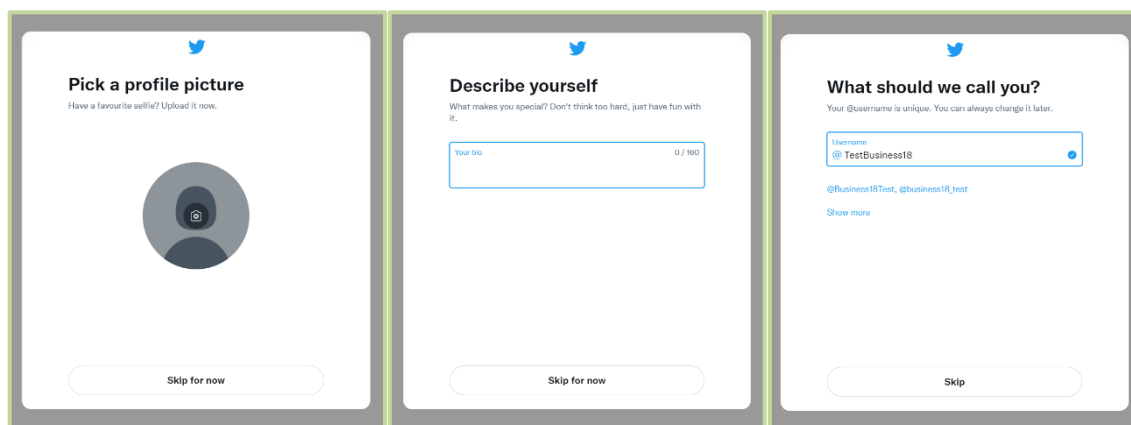 Pick a profile picture
Have a favourite selfie? Upload it now.
Skip for now
Describe yourself
What makes you special? Don't think too hard, just have fun with
it.
Your bio 0 / 160
Skip for now
What should we call you?
Your @username is unique. You can always change it later.
Username
@ TestBusiness18
@Business18Test, @business18_test
Show more
Skip